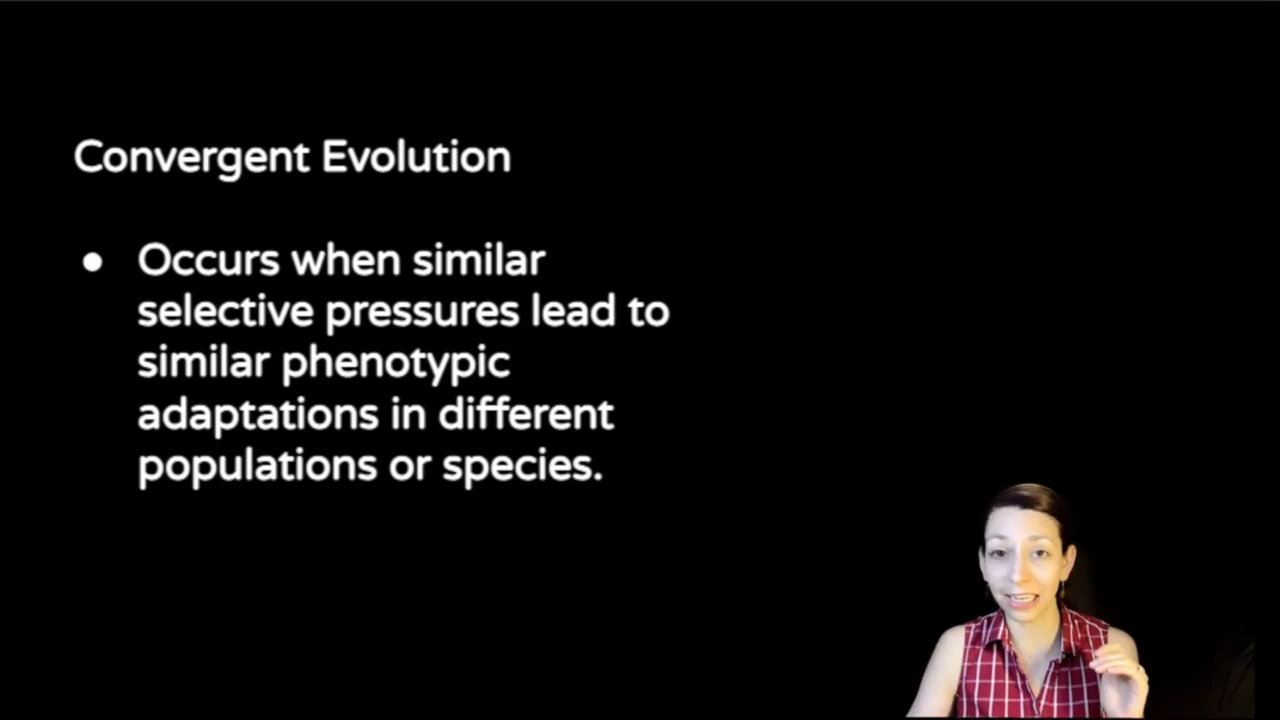 Convergent Evolution
● Occurs when similar
selective pressures lead to
similar phenotypic
adaptations in different
populations or species.